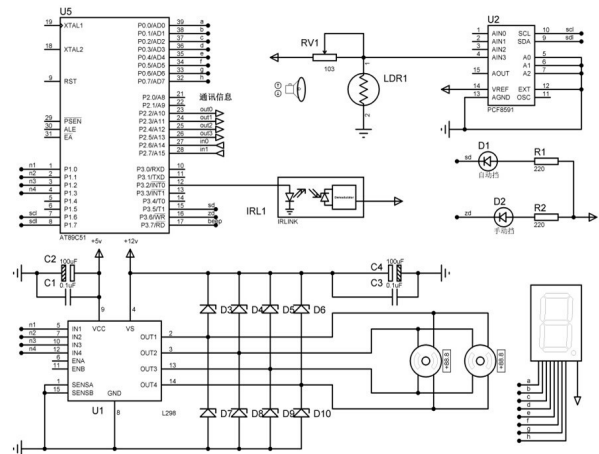 U5
19 XTAL1
18 XTAL2
9 RST
29 PSEN
30 ALE
31 EA
n1 1 P1.0
n2 2 P1.1
n3 3 P1.2
n4 4 P1.3
5 P1.4
6 P1.5
scl 7 P1.6
sdl 8 P1.7
P0.0/AD0 39 a
P0.1/AD1 38 b
P0.2/AD2 37 c
P0.3/AD3 36 d
P0.4/AD4 35 e
P0.5/AD5 34 f
P0.6/AD6 33 g
P0.7/AD7 32 h
P2.0/A8 21
P2.1/A9 22
P2.2/A10 23 out0
P2.3/A11 24 out1
P2.4/A12 25 out2
P2.5/A13 26 out3
P2.6/A14 27 in0
P2.7/A15 28 in1
通讯信息
P3.0/RXD 10
P3.1/TXD 11
P3.2/INT0 12
P3.3/INT1 13
P3.4/T0 14
P3.5/T1 15 sd
P3.6/WR 16 zd
P3.7/RD 17 beep
AT89C51
RV1
103
LDR1
1
2
U2
1 AIN0
2 AIN1
3 AIN2
4 AIN3
15 AOUT
14 VREF
13 AGND
SCL 10 scl
SDA 9 sdl
A0 5
A1 6
A2 7
EXT 12
OSC 11
PCF8591
IRL1
IRLINK
Demodulator
sd
D1
自动挡
R1
220
zd
D2
手动挡
R2
220
+5v
+12v
C2
100uF
C1
0.1uF
C4
100uF
C3
0.1uF
9
4
VCC
VS
n1 5 IN1
n2 7 IN2
n3 10 IN3
n4 12 IN4
6 ENA
11 ENB
1 SENSA
15 SENSB
GND
8
OUT1 2
OUT2 3
OUT3 13
OUT4 14
U1
L298
D3
D4
D5
D6
D7
D8
D9
D10
+88.8
+88.8
a
b
c
d
e
f
g
h